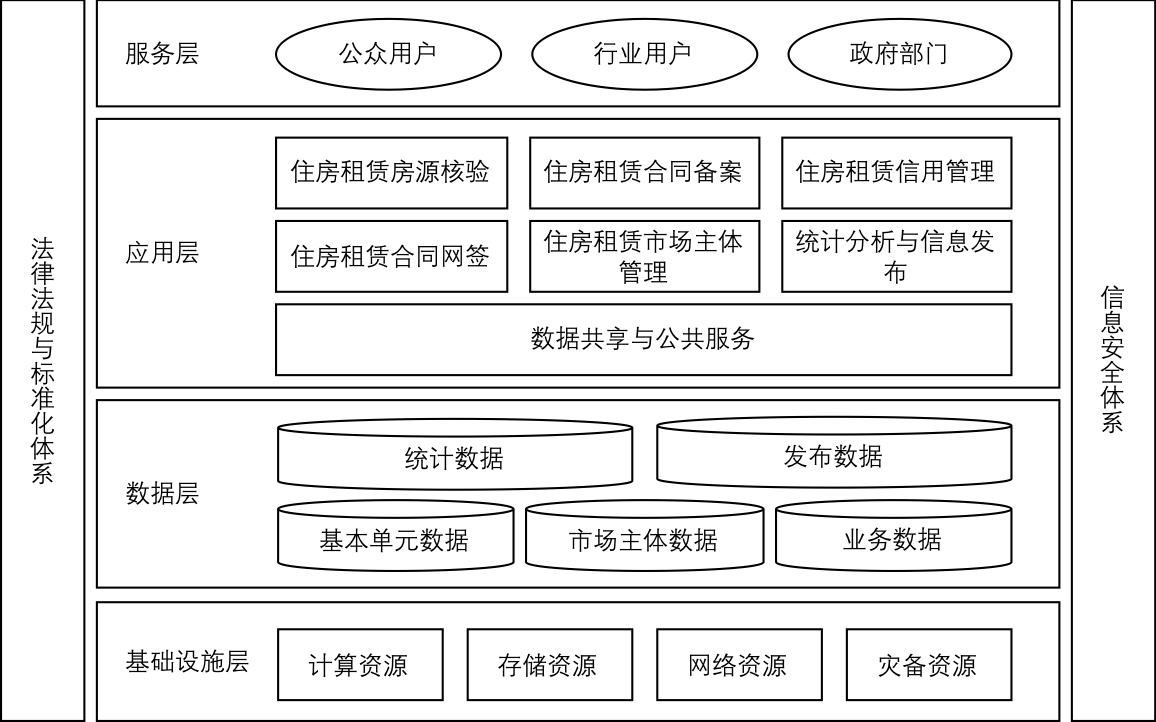 法律法规与标准化体系
服务层
公众用户
行业用户
政府部门
应用层
住房租赁房源核验
住房租赁合同备案
住房租赁信用管理
住房租赁合同网签
住房租赁市场主体
管理
统计分析与信息发
布
数据共享与公共服务
数据层
统计数据
发布数据
基本单元数据
市场主体数据
业务数据
基础设施层
计算资源
存储资源
网络资源
灾备资源
信息安全体系